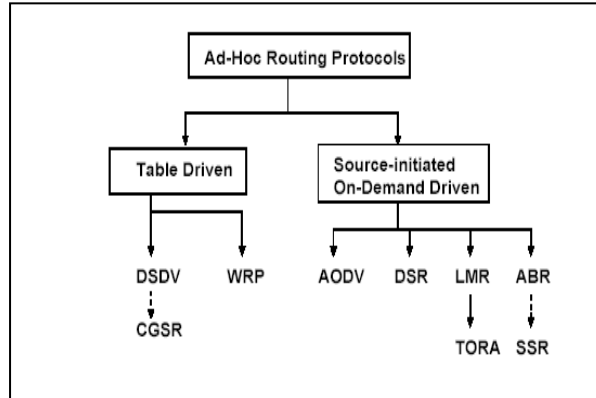 Ad-Hoc Routing Protocols
Table Driven
Source-initiated
On-Demand Driven
DSDV
WRP
AODV
DSR
LMR
ABR
CGSR
TORA
SSR